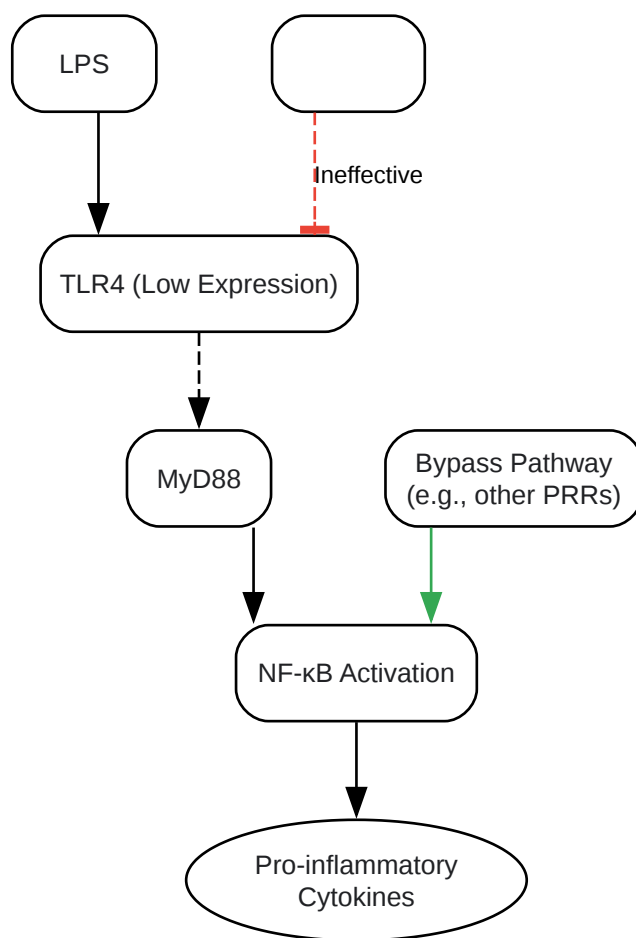 LPS
Ineffective
TLR4 (Low Expression)
MyD88
Bypass Pathway
(e.g., other PRRs)
NF-κB Activation
Pro-inflammatory
Cytokines